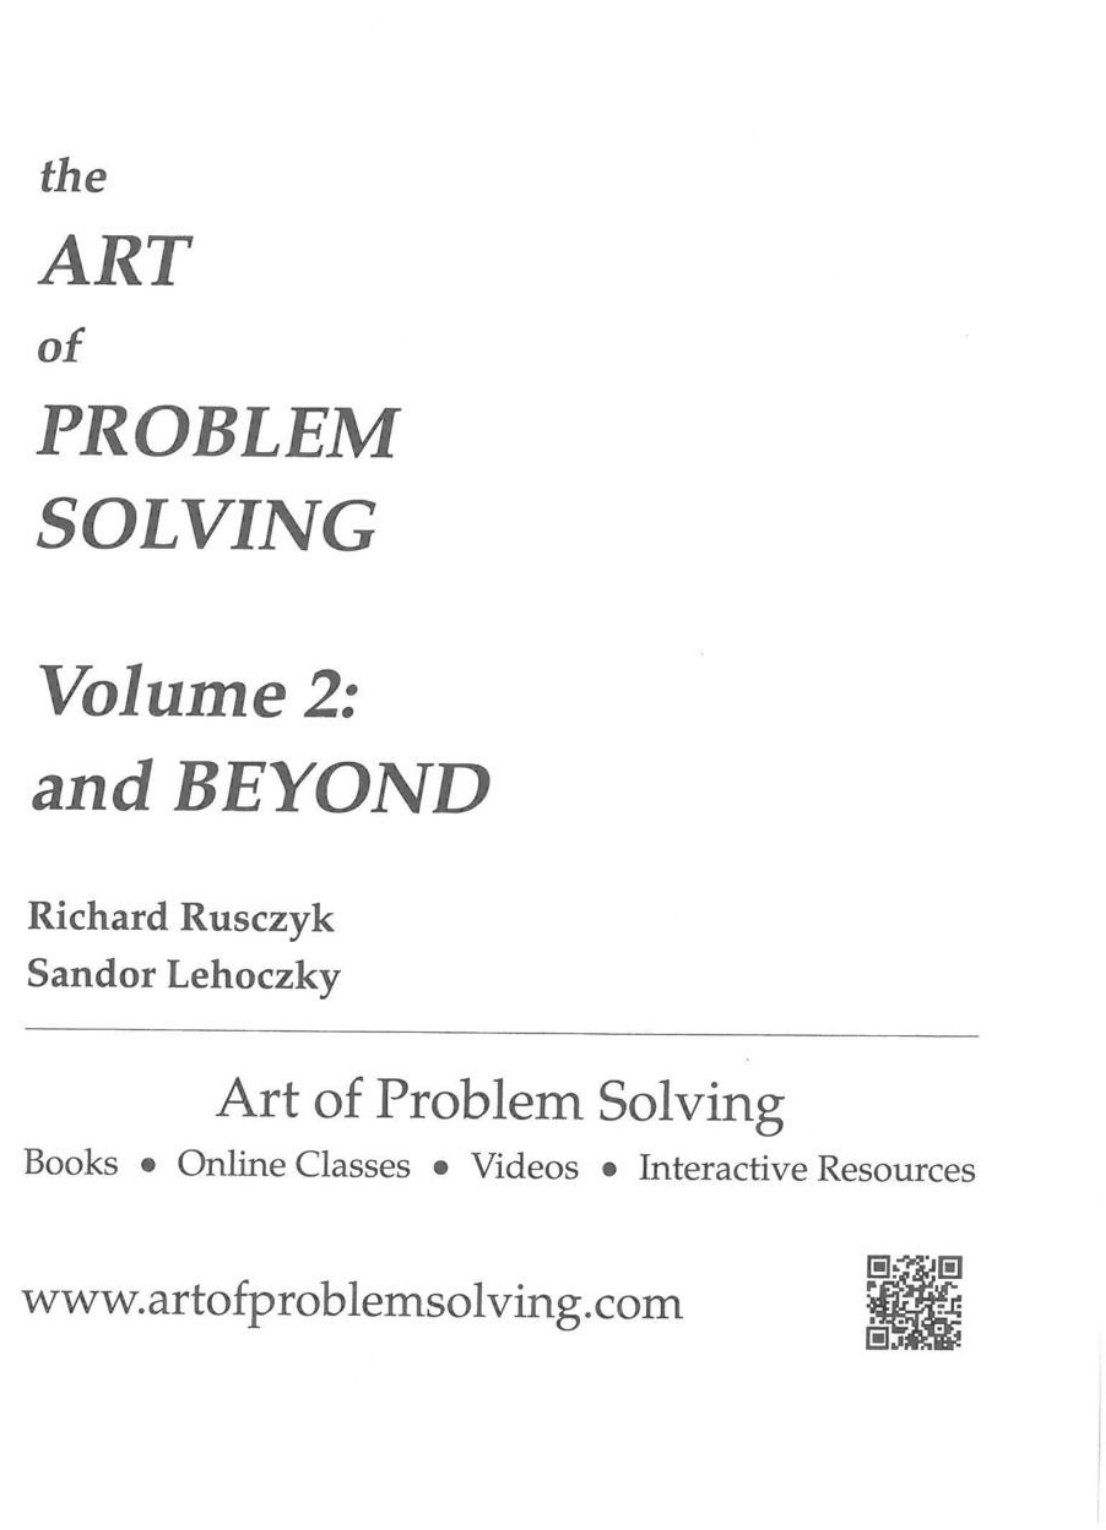 the
ART
of
PROBLEM
SOLVING
Volume 2:
and BEYOND
Richard Rusczyk
Sandor Lehoczky
Art of Problem Solving
Books • Online Classes • Videos • Interactive Resources
www.artofproblemsolving.com